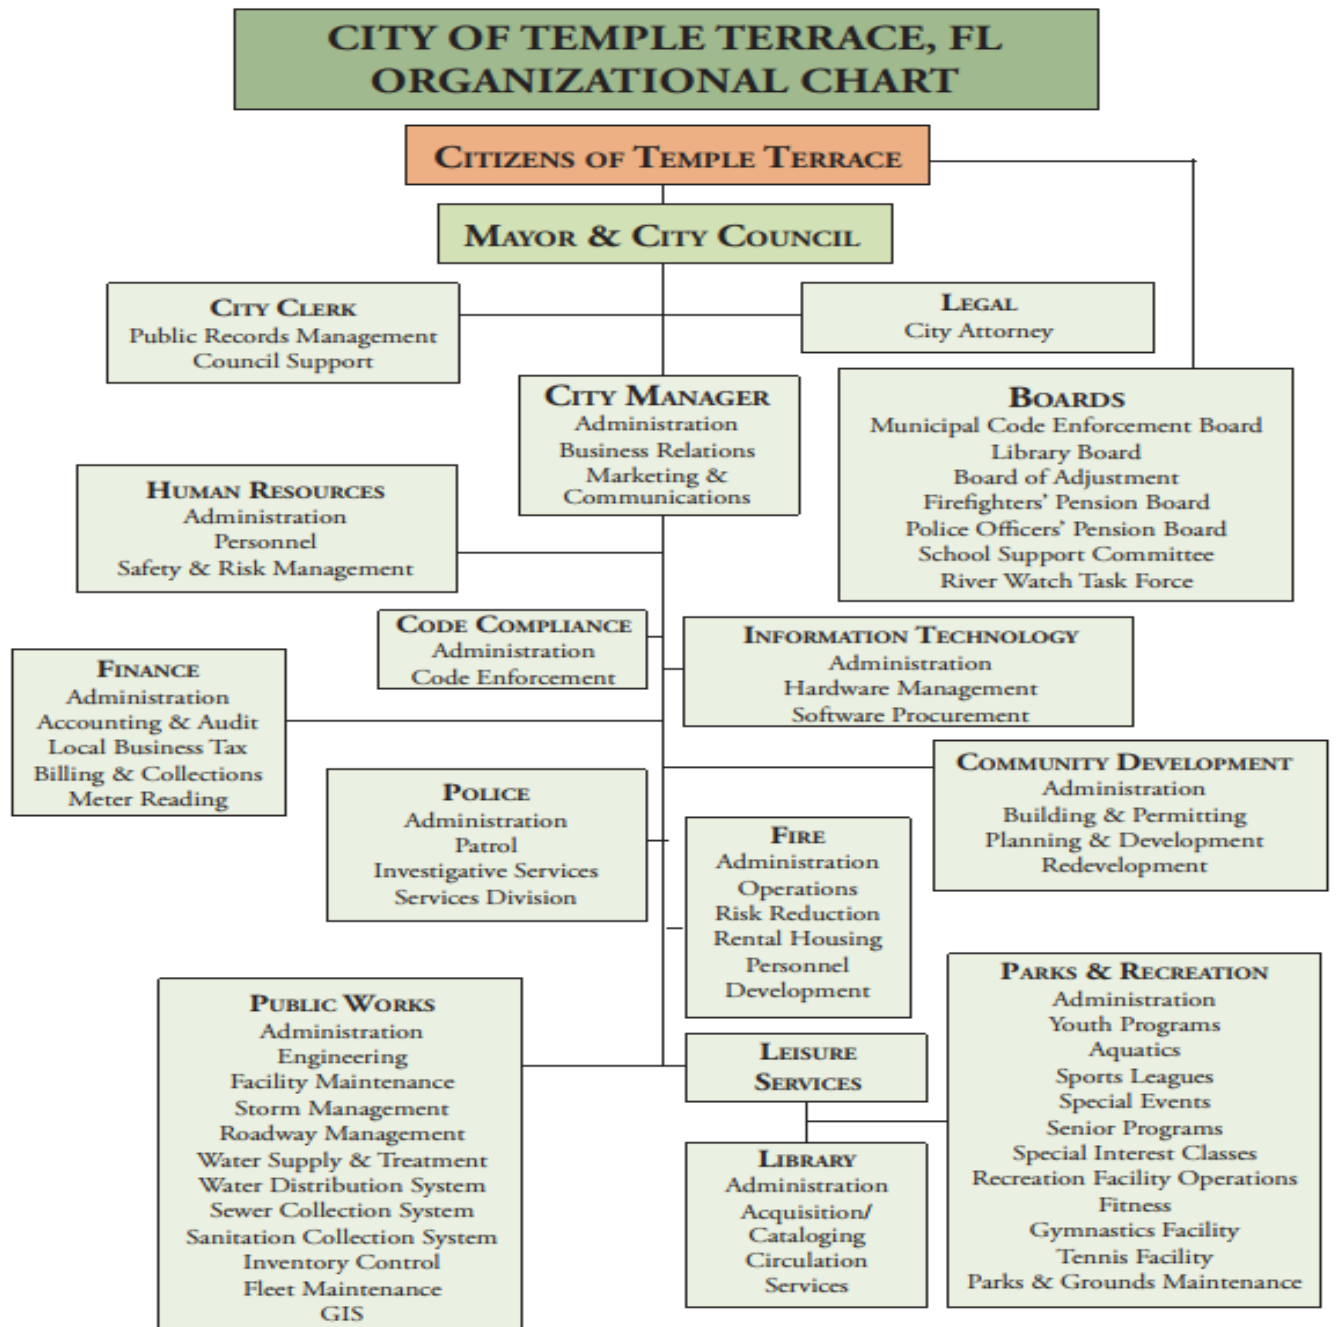 CITY OF TEMPLE TERRACE, FL
ORGANIZATIONAL CHART
CITIZENS OF TEMPLE TERRACE
MAYOR & CITY COUNCIL
CITY CLERK
Public Records Management
Council Support
LEGAL
City Attorney
CITY MANAGER
Administration
Business Relations
Marketing &
Communications
BOARDS
Municipal Code Enforcement Board
Library Board
Board of Adjustment
Firefighters’ Pension Board
Police Officers’ Pension Board
School Support Committee
River Watch Task Force
HUMAN RESOURCES
Administration
Personnel
Safety & Risk Management
CODE COMPLIANCE
Administration
Code Enforcement
INFORMATION TECHNOLOGY
Administration
Hardware Management
Software Procurement
FINANCE
Administration
Accounting & Audit
Local Business Tax
Billing & Collections
Meter Reading
COMMUNITY DEVELOPMENT
Administration
Building & Permitting
Planning & Development
Redevelopment
POLICE
Administration
Patrol
Investigative Services
Services Division
FIRE
Administration
Operations
Risk Reduction
Rental Housing
Personnel
Development
PUBLIC WORKS
Administration
Engineering
Facility Maintenance
Storm Management
Roadway Management
Water Supply & Treatment
Water Distribution System
Sewer Collection System
Sanitation Collection System
Inventory Control
Fleet Maintenance
GIS
LEISURE
SERVICES
LIBRARY
Administration
Acquisition/
Cataloging
Circulation
Services
PARKS & RECREATION
Administration
Youth Programs
Aquatics
Sports Leagues
Special Events
Senior Programs
Special Interest Classes
Recreation Facility Operations
Fitness
Gymnastics Facility
Tennis Facility
Parks & Grounds Maintenance